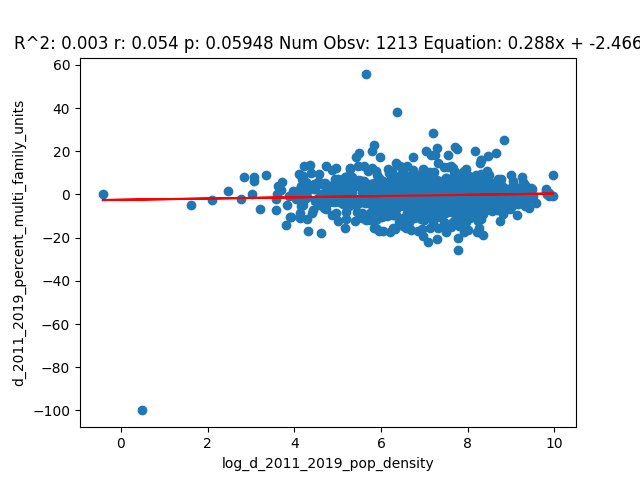 R^2: 0.003 r: 0.054 p: 0.05948 Num Obsv: 1213 Equation: 0.288x + -2.466
60
40
20
0
−20
−40
−60
−80
−100
d_2011_2019_percent_multi_family_units
0 2 4 6 8 10
log_d_2011_2019_pop_density